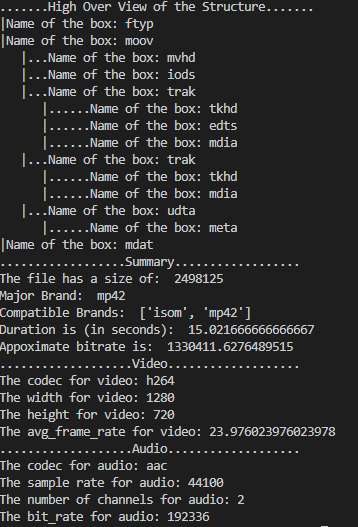 .......High Over View of the Structure.......
|Name of the box: ftyp
|Name of the box: moov
   |...Name of the box: mvhd
   |...Name of the box: iods
   |...Name of the box: trak
      |......Name of the box: tkhd
      |......Name of the box: edts
      |......Name of the box: mdia
   |...Name of the box: trak
      |......Name of the box: tkhd
      |......Name of the box: mdia
   |...Name of the box: udta
      |......Name of the box: meta
|Name of the box: mdat
..................Summary..................
The file has a size of:  2498125
Major Brand:  mp42
Compatible Brands:  ['isom', 'mp42']
Duration is (in seconds):  15.021666666666667
Appoximate bitrate is:  1330411.6276489515
...................Video...................
The codec for video: h264
The width for video: 1280
The height for video: 720
The avg_frame_rate for video: 23.976023976023978
...................Audio...................
The codec for audio: aac
The sample rate for audio: 44100
The number of channels for audio: 2
The bit_rate for audio: 192336